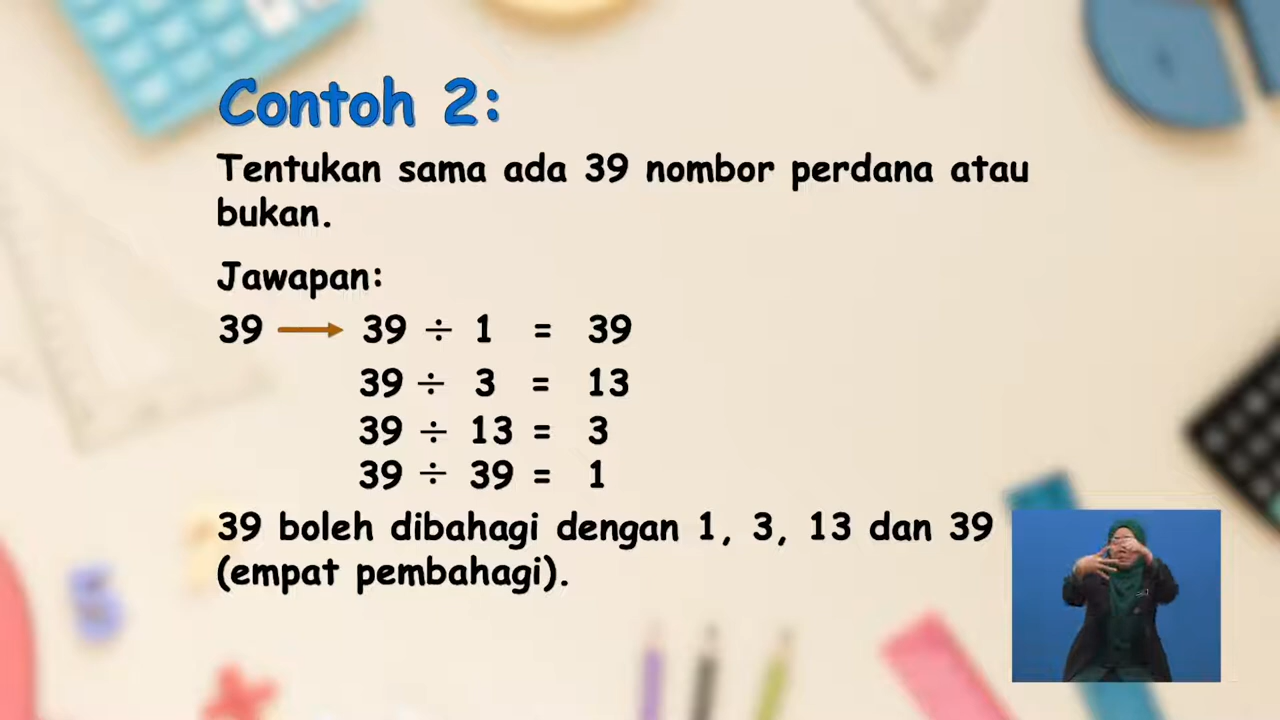 Contoh 2:
Tentukan sama ada 39 nombor perdana atau
bukan.
Jawapan:
39 → 39 ÷ 1 = 39
39 ÷ 3 = 13
39 ÷ 13 = 3
39 ÷ 39 = 1
39 boleh dibahagi dengan 1, 3, 13 dan 39
(empat pembahagi).